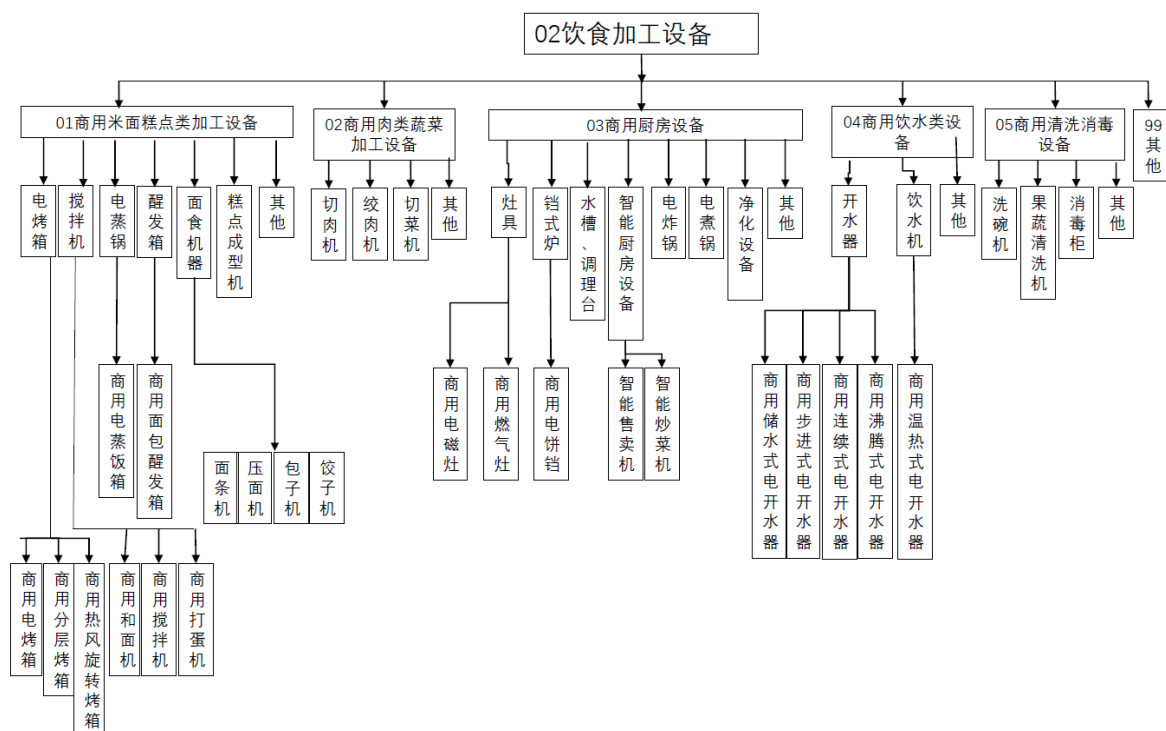 02饮食加工设备
01商用米面糕点类加工设备
02商用肉类蔬菜
加工设备
03商用厨房设备
04商用饮水类设
备
05商用清洗消毒
设备
99
其他
电烤箱
搅拌机
电蒸锅
醒发箱
面食机器
糕点成型机
其他
切肉机
绞肉机
切菜机
其他
灶具
铛式炉
水槽、调理台
智能厨房设备
电炸锅
电煮锅
净化设备
其他
开水器
饮水机
其他
洗碗机
果蔬清洗机
消毒柜
其他
商用电蒸饭箱
商用面包醒发箱
商用电磁灶
商用燃气灶
商用电饼铛
智能售卖机
智能炒菜机
商用储水式电开水器
商用步进式电开水器
商用连续式电开水器
商用沸腾式电开水器
商用温热式电开水器
面条机
压面机
包子机
饺子机
商用电烤箱
商用分层烤箱
商用热风旋转烤箱
商用和面机
商用搅拌机
商用打蛋机